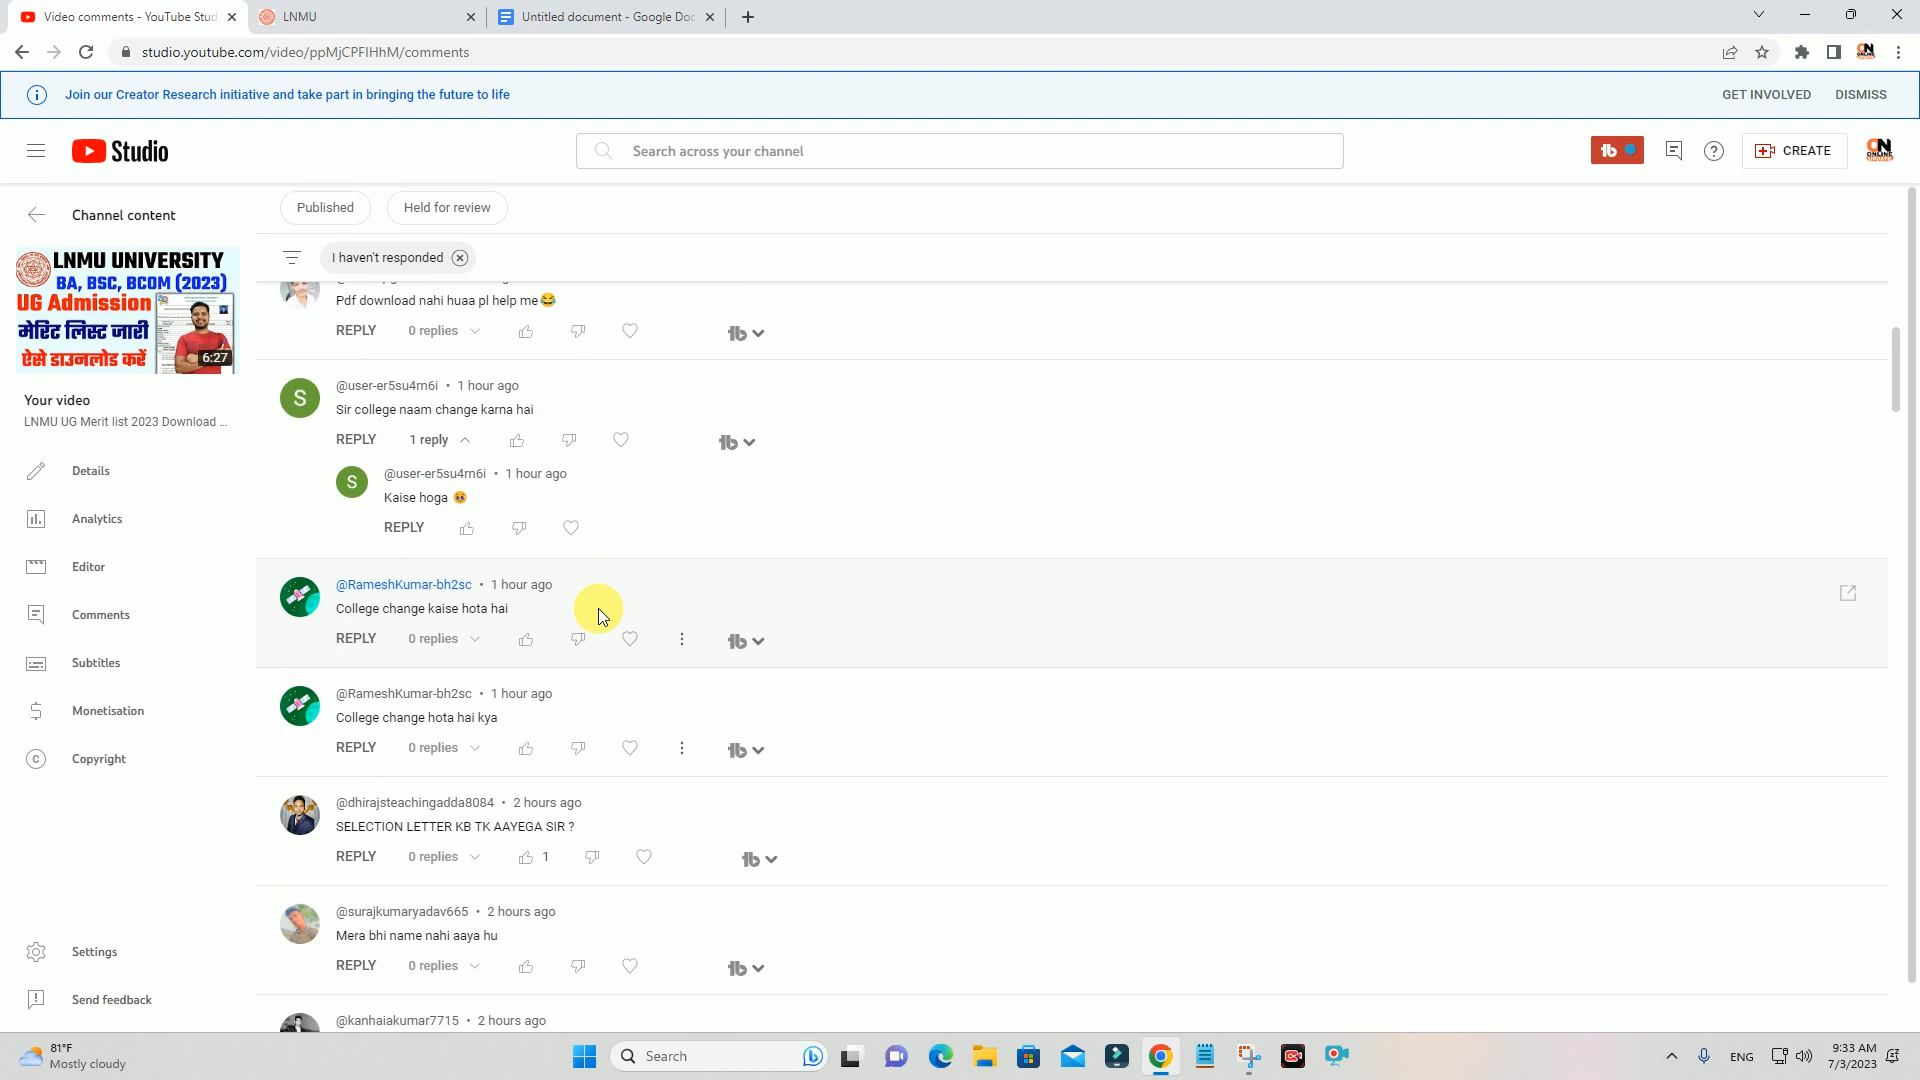 Video comments - YouTube Stud
LNMU
Untitled document - Google Doc
studio.youtube.com/video/ppMjCPFIHhM/comments
Join our Creator Research initiative and take part in bringing the future to life
GET INVOLVED
DISMISS
Studio
Search across your channel
CREATE
ON
ONLINE
UPDATE
Channel content
LNMU UNIVERSITY
BA, BSC, BCOM (2023)
UG Admission
मेरिट लिस्ट जारी
ऐसे डाउनलोड करें
6:27
Your video
LNMU UG Merit list 2023 Download ...
Details
Analytics
Editor
Comments
Subtitles
Monetisation
Copyright
Settings
Send feedback
Published
Held for review
I haven't responded
Pdf download nahi huaa pl help me😂
REPLY 0 replies
S
@user-er5su4rn6i • 1 hour ago
Sir college naam change karna hai
REPLY 1 reply
S
@user-er5su4rn6i • 1 hour ago
Kaise hoga 😣
REPLY
@RameshKumar-bh2sc • 1 hour ago
College change kaise hota hai
REPLY 0 replies
@RameshKumar-bh2sc • 1 hour ago
College change hota hai kya
REPLY 0 replies
@dhirajsteachingadda8084 • 2 hours ago
SELECTION LETTER KB TK AAYEGA SIR ?
REPLY 0 replies 1
@surajkumaryadav665 • 2 hours ago
Mera bhi name nahi aaya hu
REPLY 0 replies
@kanhaiakumar7715 • 2 hours ago
81°F
Mostly cloudy
Search
ENG
9:33 AM
7/3/2023